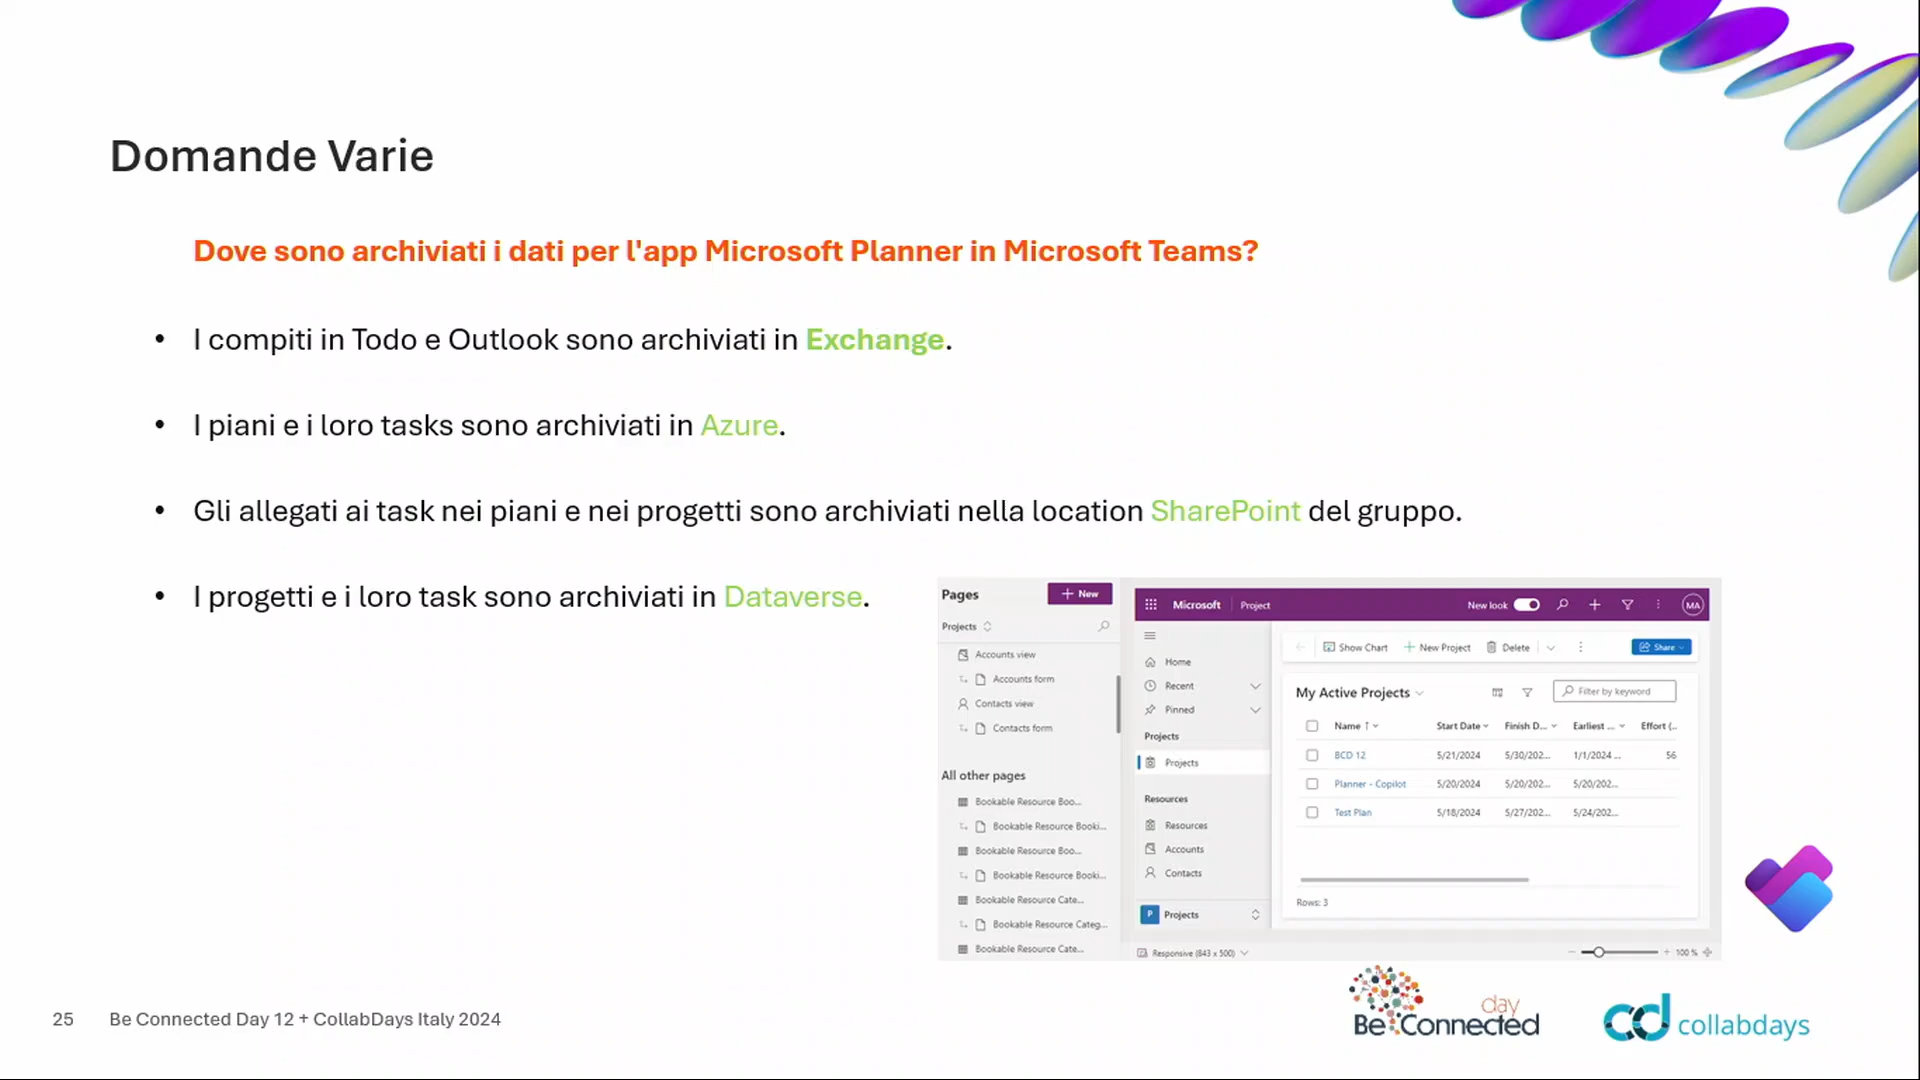 Domande Varie
Dove sono archiviati i dati per l'app Microsoft Planner in Microsoft Teams?
• I compiti in Todo e Outlook sono archiviati in Exchange.
• I piani e i loro tasks sono archiviati in Azure.
• Gli allegati ai task nei piani e nei progetti sono archiviati nella location SharePoint del gruppo.
• I progetti e i loro task sono archiviati in Dataverse.
Pages
+ New
Projects
Accounts view
Accounts form
Contacts view
Contacts form
All other pages
Bookable Resource Boo...
Bookable Resource Booki...
Bookable Resource Boo...
Bookable Resource Booki...
Bookable Resource Cate...
Bookable Resource Categ...
Bookable Resource Cate...
Microsoft Project New look MA
Home
Recent
Pinned
Projects
Projects
Resources
Resources
Accounts
Contacts
P Projects
Show Chart + New Project Delete Share
My Active Projects Filter by keyword
Name ↑ Start Date Finish D... Earliest ... Effort (..
BCD 12 5/21/2024 5/30/202... 1/1/2024 ... 56
Planner - Copilot 5/20/2024 5/20/202... 5/20/202...
Test Plan 5/18/2024 5/27/202... 5/24/202...
Rows: 3
Responsive (843 x 500) 100 %
25 Be Connected Day 12 + CollabDays Italy 2024
day
Be Connected
cd collabdays